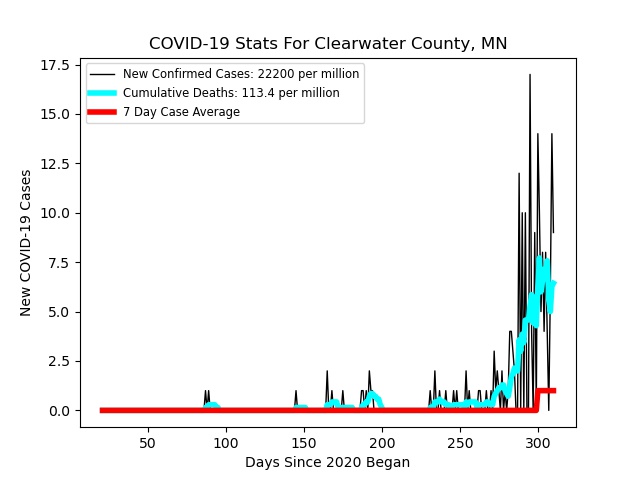 COVID-19 Stats For Clearwater County, MN
New Confirmed Cases: 22200 per million
Cumulative Deaths: 113.4 per million
7 Day Case Average
New COVID-19 Cases
17.5
15.0
12.5
10.0
7.5
5.0
2.5
0.0
50 100 150 200 250 300
Days Since 2020 Began